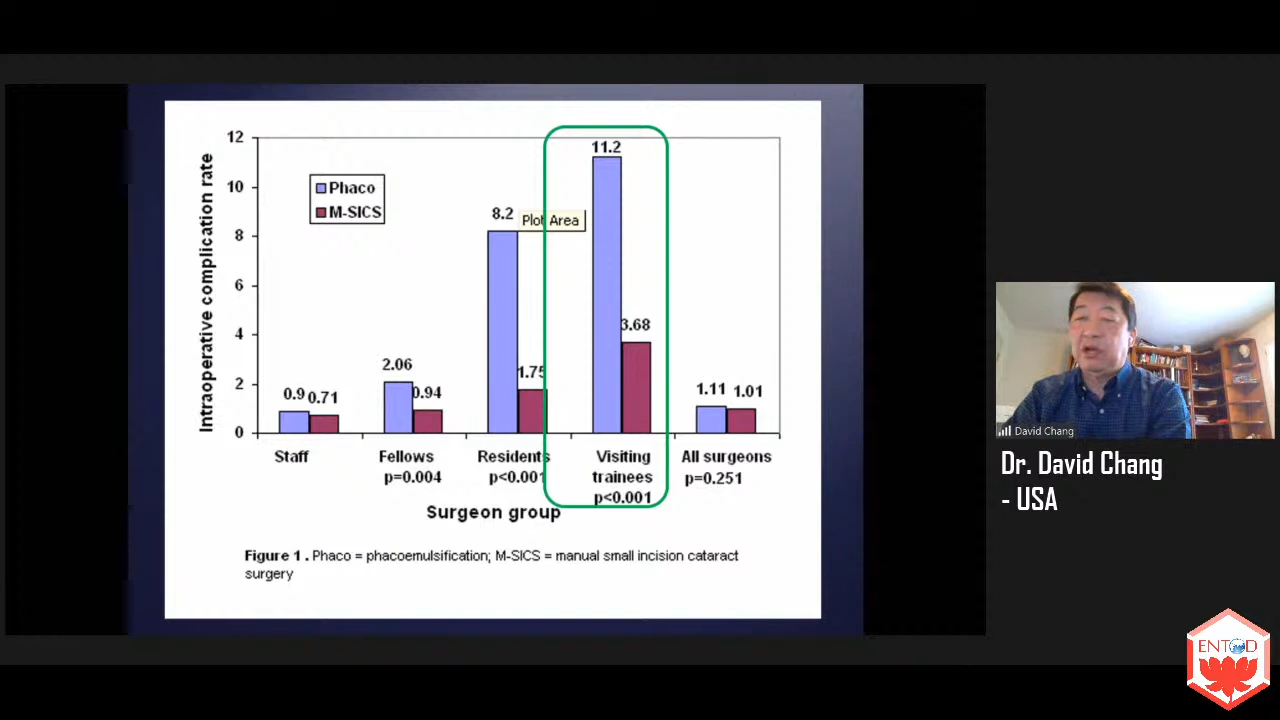 12
10
8
6
4
2
0
Intraoperative complication rate
Phaco
M-SICS
Plot Area
0.9 0.71
2.06 0.94
8.2 1.75
11.2 3.68
1.11 1.01
Staff
Fellows
p=0.004
Residents
p<0.001
Visiting
trainees
p<0.001
All surgeons
p=0.251
Surgeon group
Figure 1 . Phaco = phacoemulsification; M-SICS = manual small incision cataract
surgery
David Chang
Dr. David Chang
- USA
ENTOD